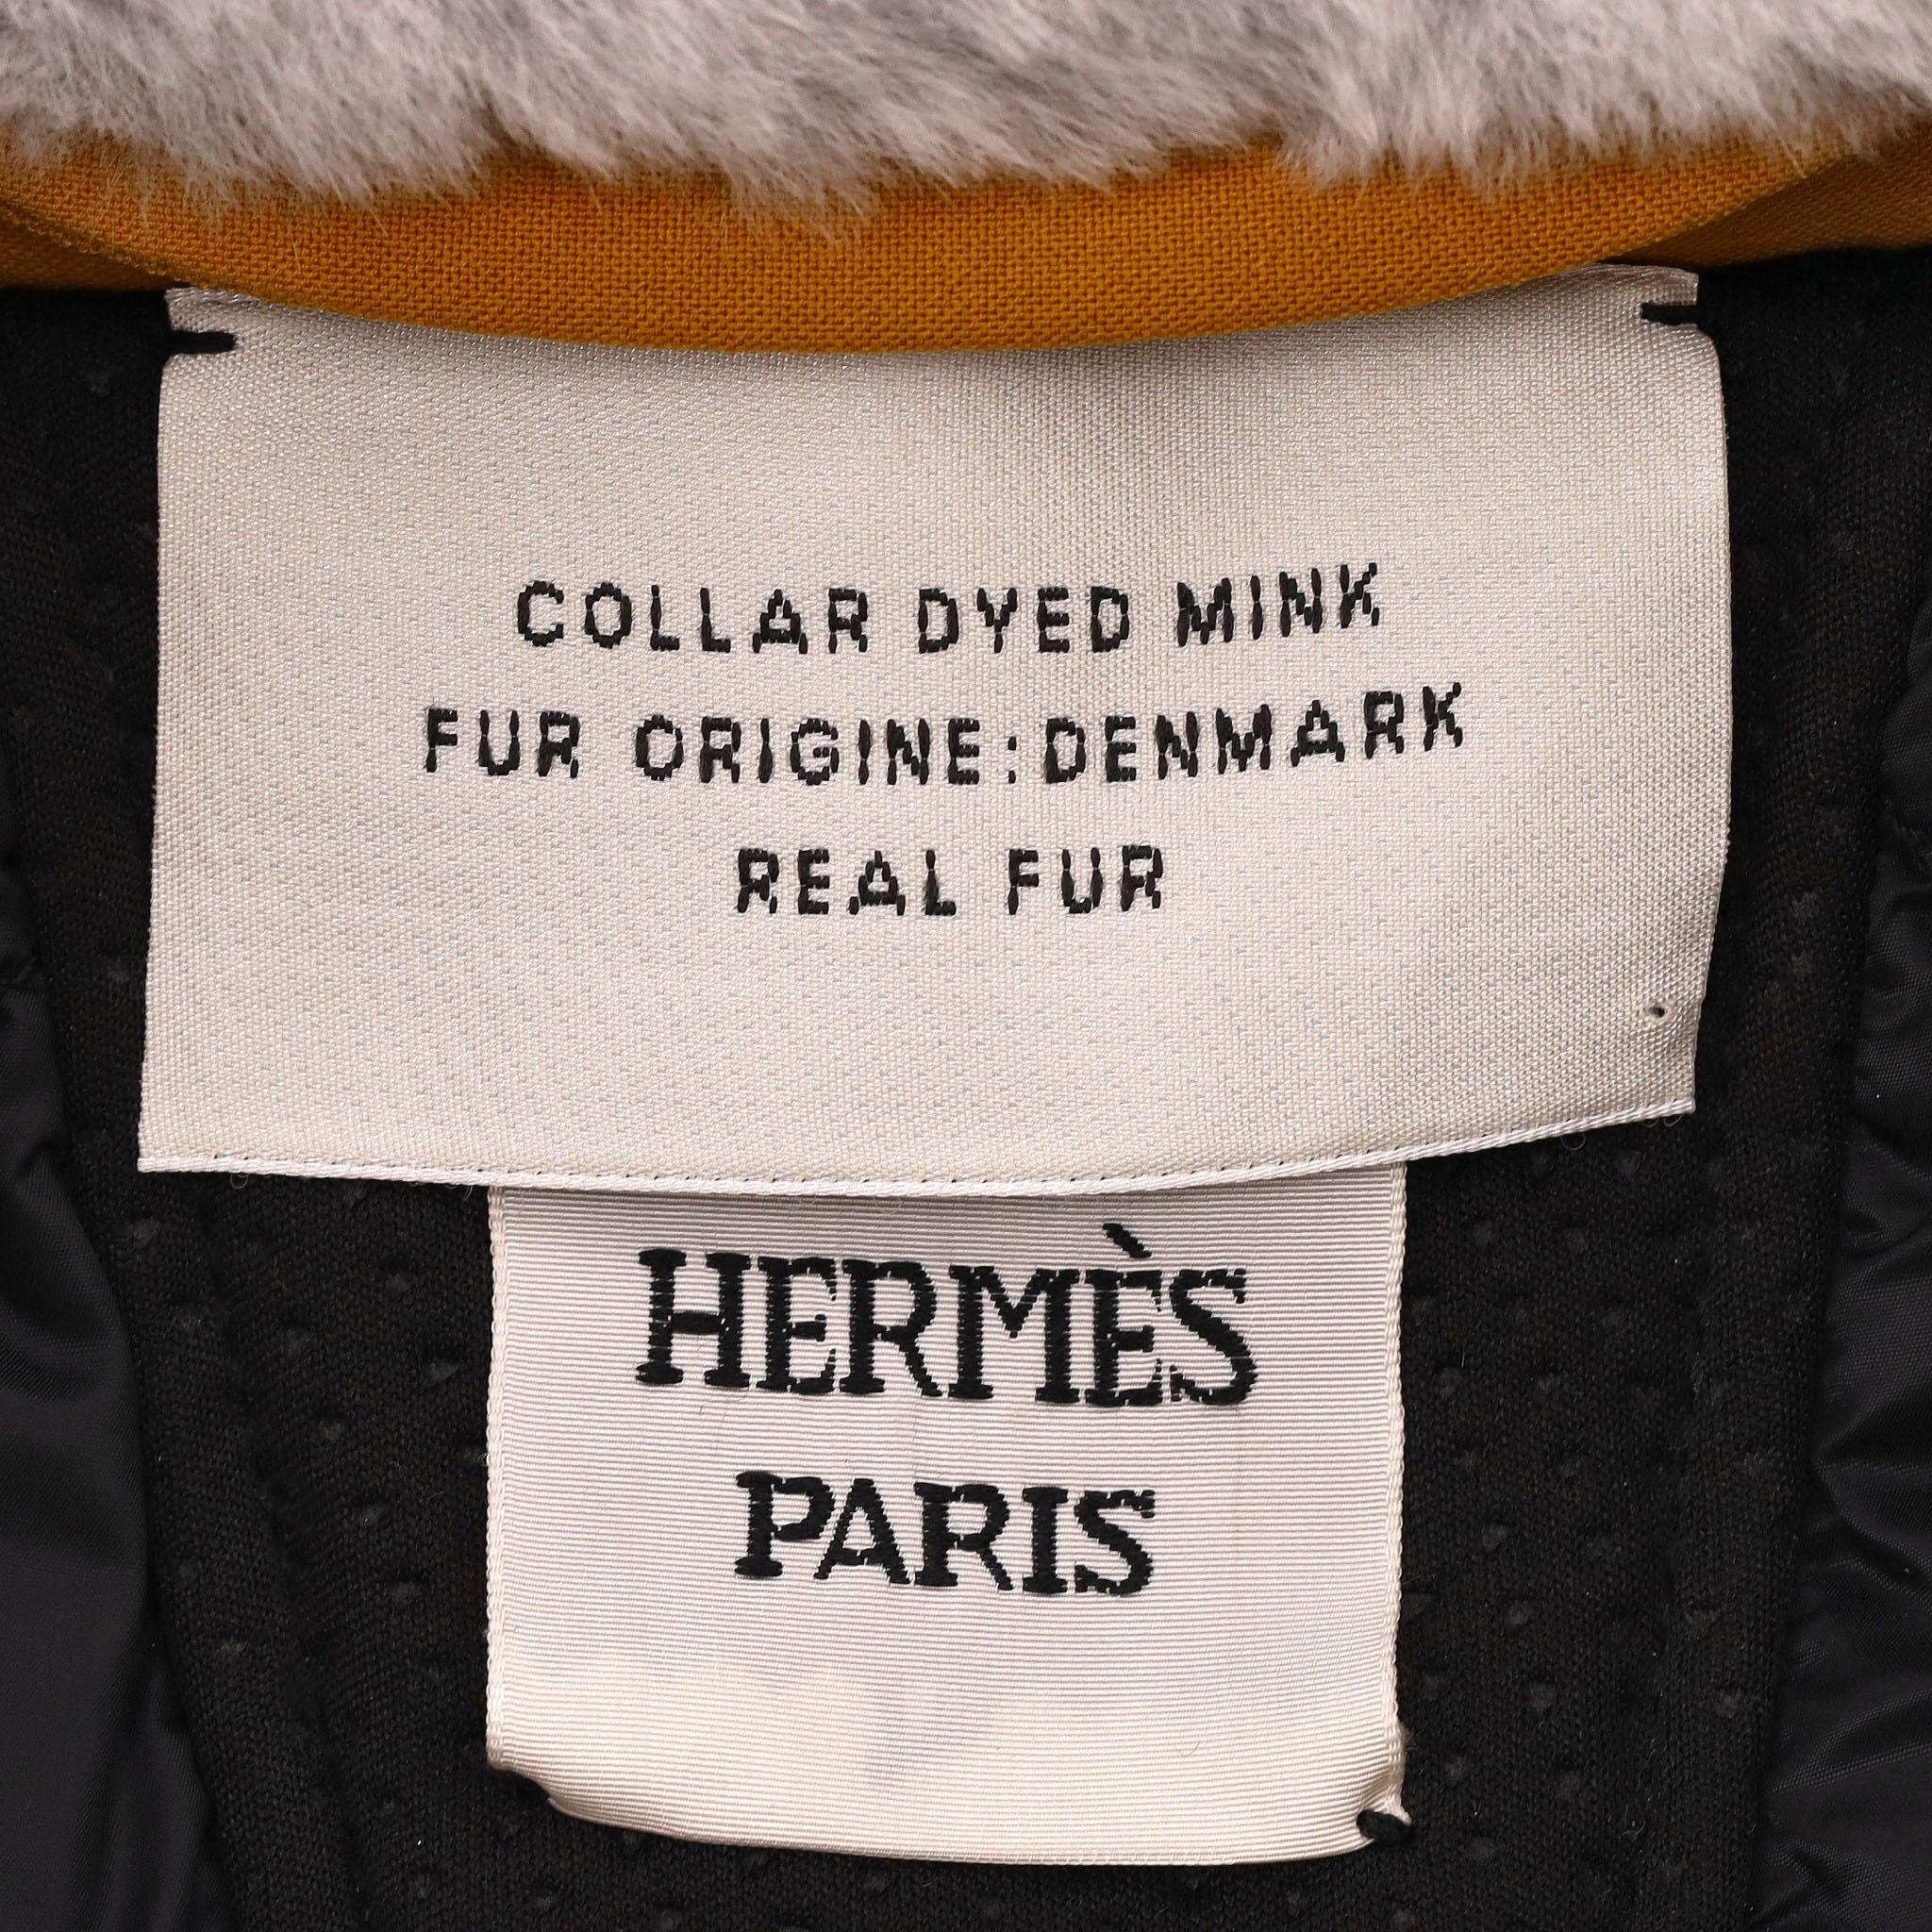 COLLAR DYED MINK
FUR ORIGINE:DENMARK
REAL FUR
HERMÈS
PARIS